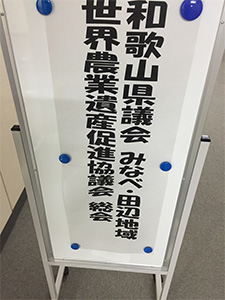 和歌山県議会 みなべ・田辺地域
世界農業遺産促進協議会 総会